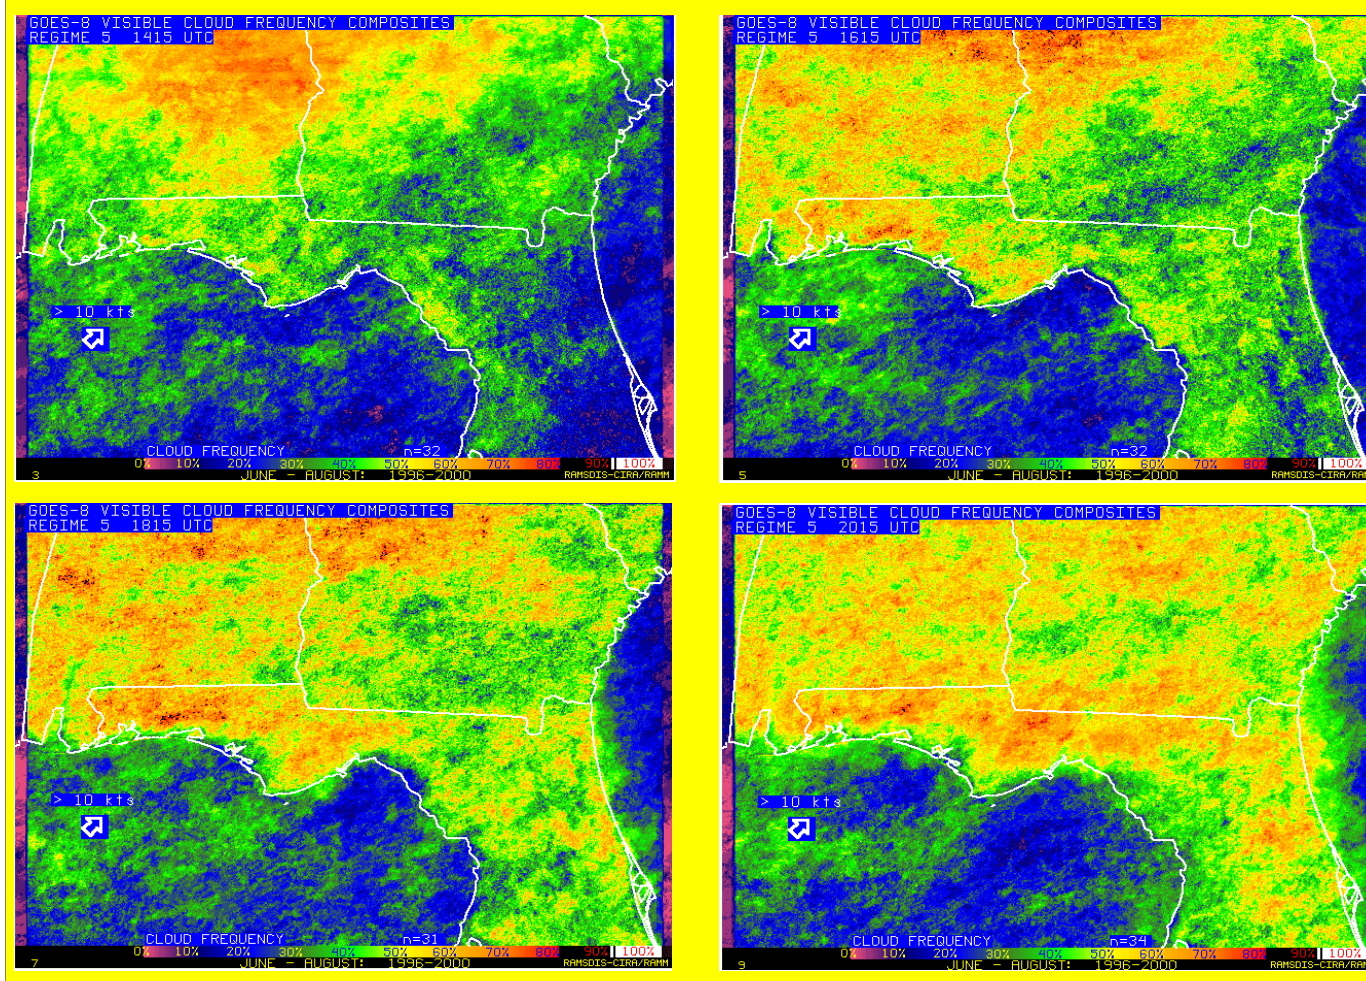 GOES-8 VISIBLE CLOUD FREQUENCY COMPOSITES
REGIME 5 1415 UTC
> 10 kts
CLOUD FREQUENCY n=32
0% 10% 20% 30% 40% 50% 60% 70% 80% 90% 100%
3 JUNE - AUGUST: 1996-2000 RAMSDIS-CIRA/RAMM
GOES-8 VISIBLE CLOUD FREQUENCY COMPOSITES
REGIME 5 1615 UTC
> 10 kts
CLOUD FREQUENCY n=32
0% 10% 20% 30% 40% 50% 60% 70% 80% 90% 100%
5 JUNE - AUGUST: 1996-2000 RAMSDIS-CIRA/RAM
GOES-8 VISIBLE CLOUD FREQUENCY COMPOSITES
REGIME 5 1815 UTC
> 10 kts
CLOUD FREQUENCY n=31
0% 10% 20% 30% 40% 50% 60% 70% 80% 90% 100%
7 JUNE - AUGUST: 1996-2000 RAMSDIS-CIRA/RAMM
GOES-8 VISIBLE CLOUD FREQUENCY COMPOSITES
REGIME 5 2015 UTC
> 10 kts
CLOUD FREQUENCY n=34
0% 10% 20% 30% 40% 50% 60% 70% 80% 90% 100%
9 JUNE - AUGUST: 1996-2000 RAMSDIS-CIRA/RAM